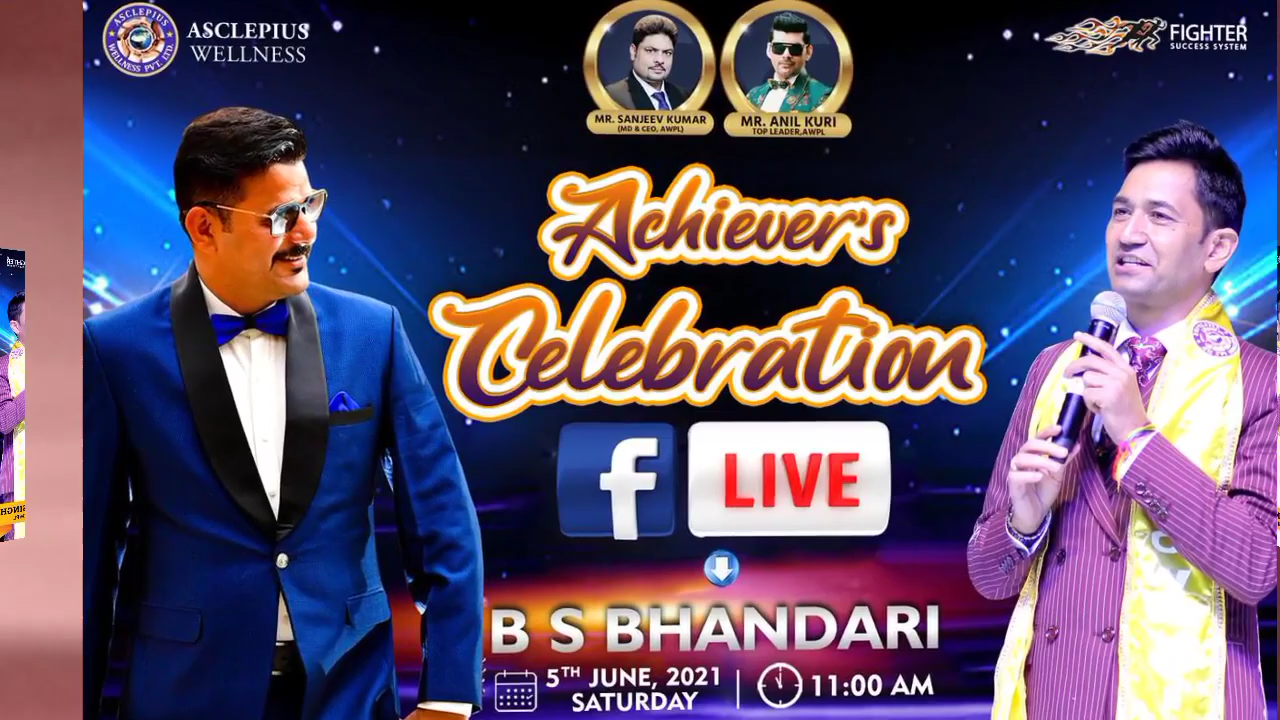 ASCLEPIUS
WELLNESS PVT. LTD.
ASCLEPIUS
WELLNESS
MR. SANJEEV KUMAR
(MD & CEO, AWPL)
MR. ANIL KURI
TOP LEADER,AWPL
FIGHTER
SUCCESS SYSTEM
Achiever's
Celebration
f LIVE
B S BHANDARI
5TH JUNE, 2021
SATURDAY
11:00 AM